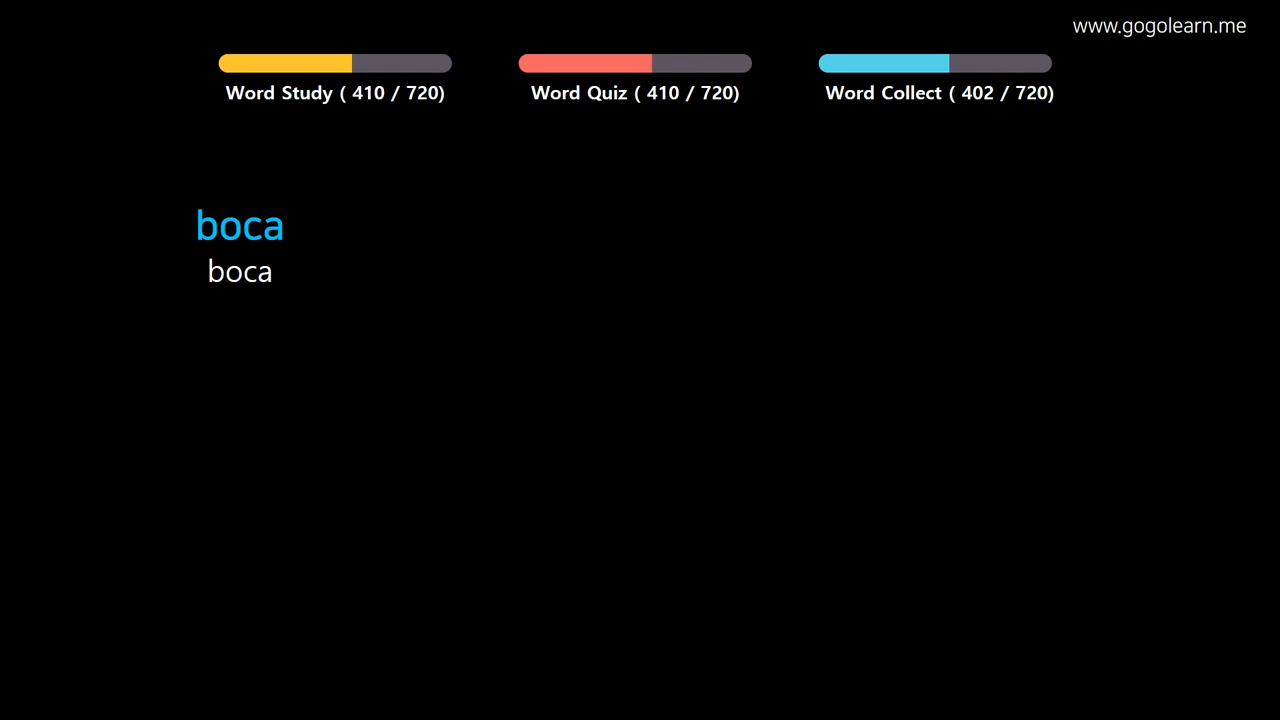 www.gogolearn.me
Word Study ( 410 / 720)
Word Quiz ( 410 / 720)
Word Collect ( 402 / 720)
boca
boca